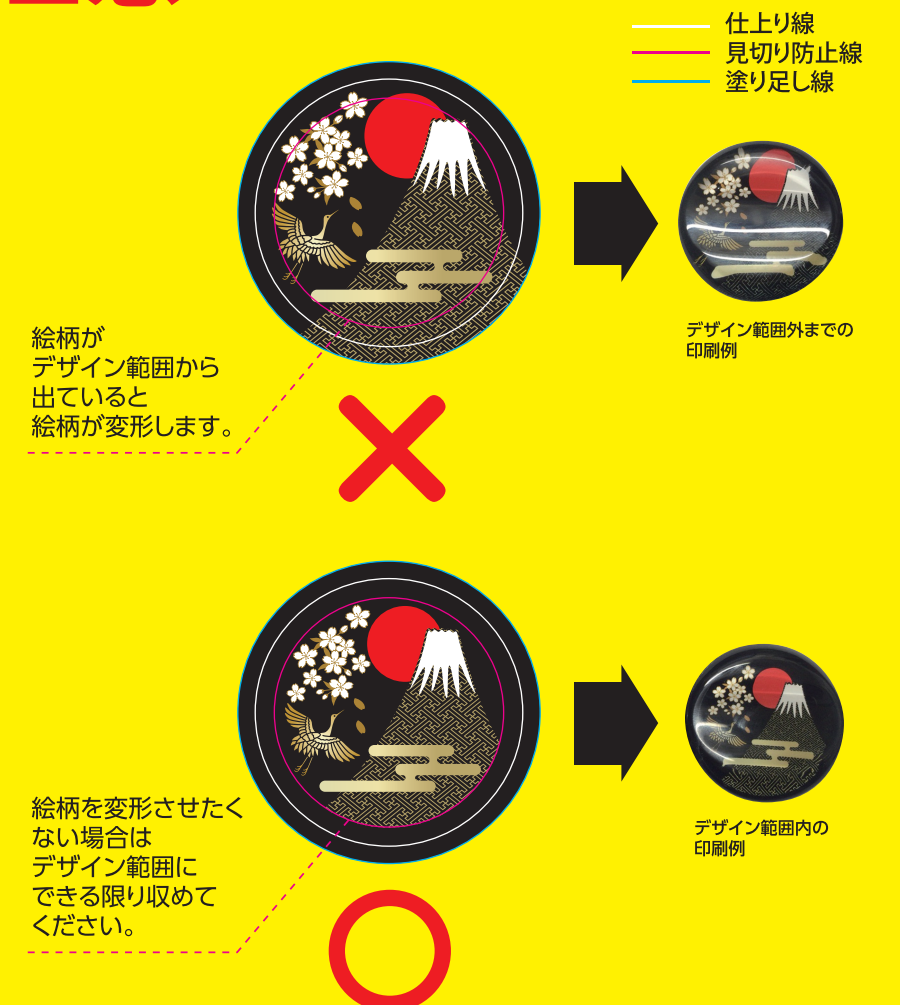 仕上り線
見切り防止線
塗り足し線
デザイン範囲外までの
印刷例
絵柄が
デザイン範囲から
出ていると
絵柄が変形します。
絵柄を変形させたく
ない場合は
デザイン範囲に
できる限り収めて
ください。
デザイン範囲内の
印刷例